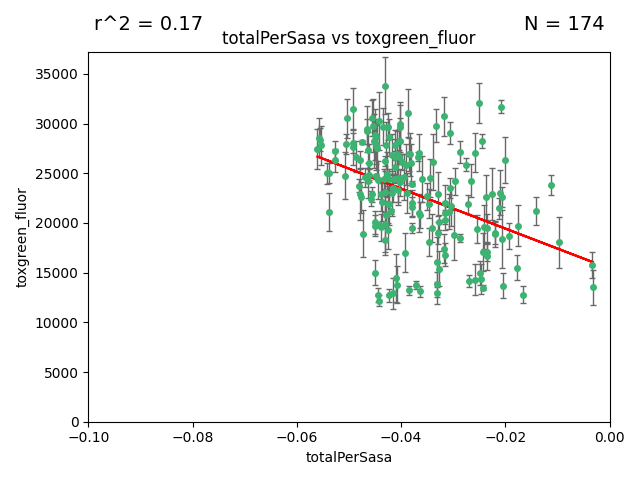 r^2 = 0.17
N = 174
totalPerSasa vs toxgreen_fluor
35000
30000
25000
20000
15000
10000
5000
0
toxgreen_fluor
−0.10
−0.08
−0.06
−0.04
−0.02
0.00
totalPerSasa